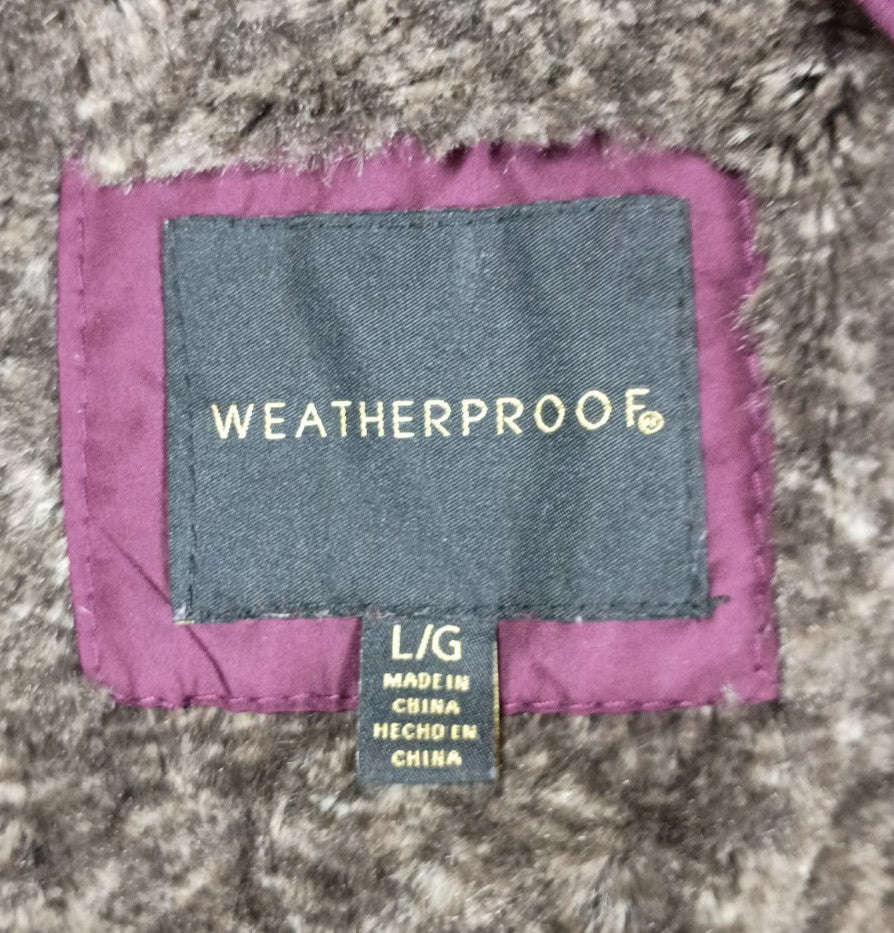 WEATHERPROOF®
L/G
MADE IN
CHINA
HECHO EN
CHINA